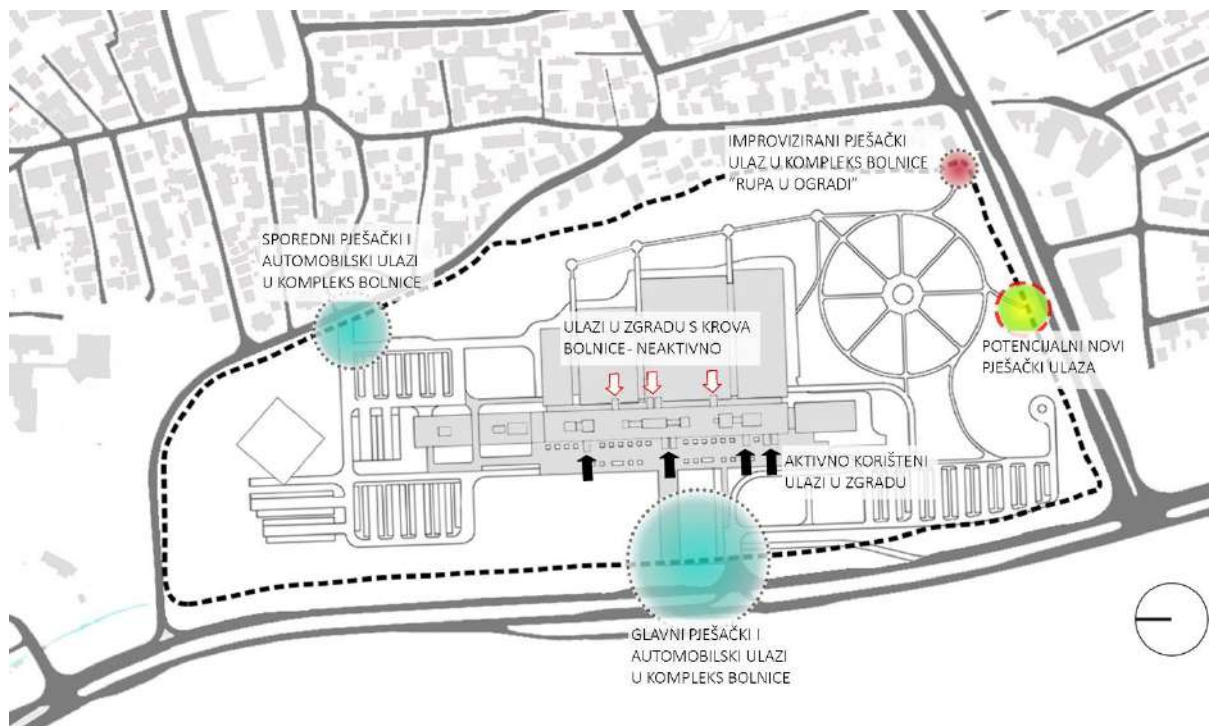 IMPROVIZIRANI PJEŠAČKI
ULAZ U KOMPLEKS BOLNICE
"RUPA U OGRADI"
SPOREDNI PJEŠAČKI I
AUTOMOBILSKI ULAZI
U KOMPLEKS BOLNICE
ULAZI U ZGRADU S KROVA
BOLNICE- NEAKTIVNO
POTENCIJALNI NOVI
PJEŠAČKI ULAZA
AKTIVNO KORIŠTENI
ULAZI U ZGRADU
GLAVNI PJEŠAČKI I
AUTOMOBILSKI ULAZI
U KOMPLEKS BOLNICE